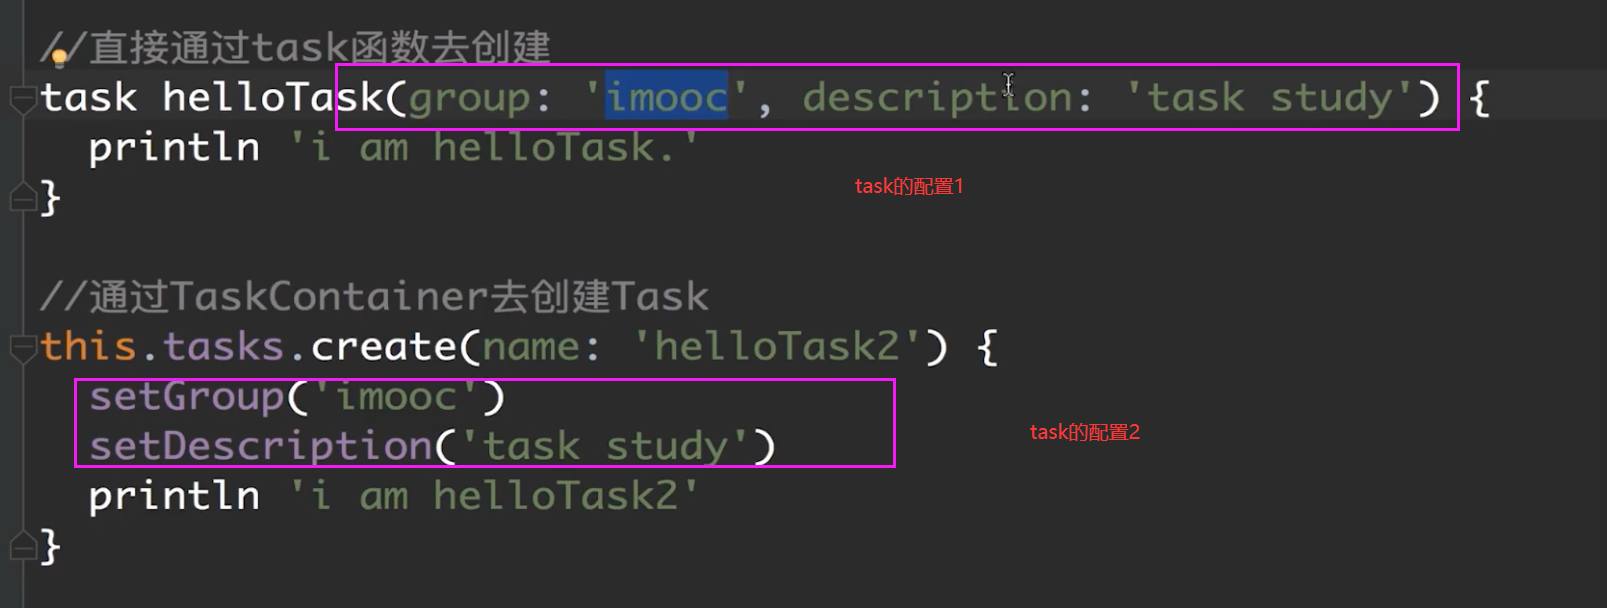 //直接通过task函数去创建
task helloTask(group: 'imooc', description: 'task study') {
println 'i am helloTask.'
task的配置1
}
//通过TaskContainer去创建Task
this.tasks.create(name: 'helloTask2') {
setGroup('imooc')
setDescription('task study')
task的配置2
println 'i am helloTask2'
}